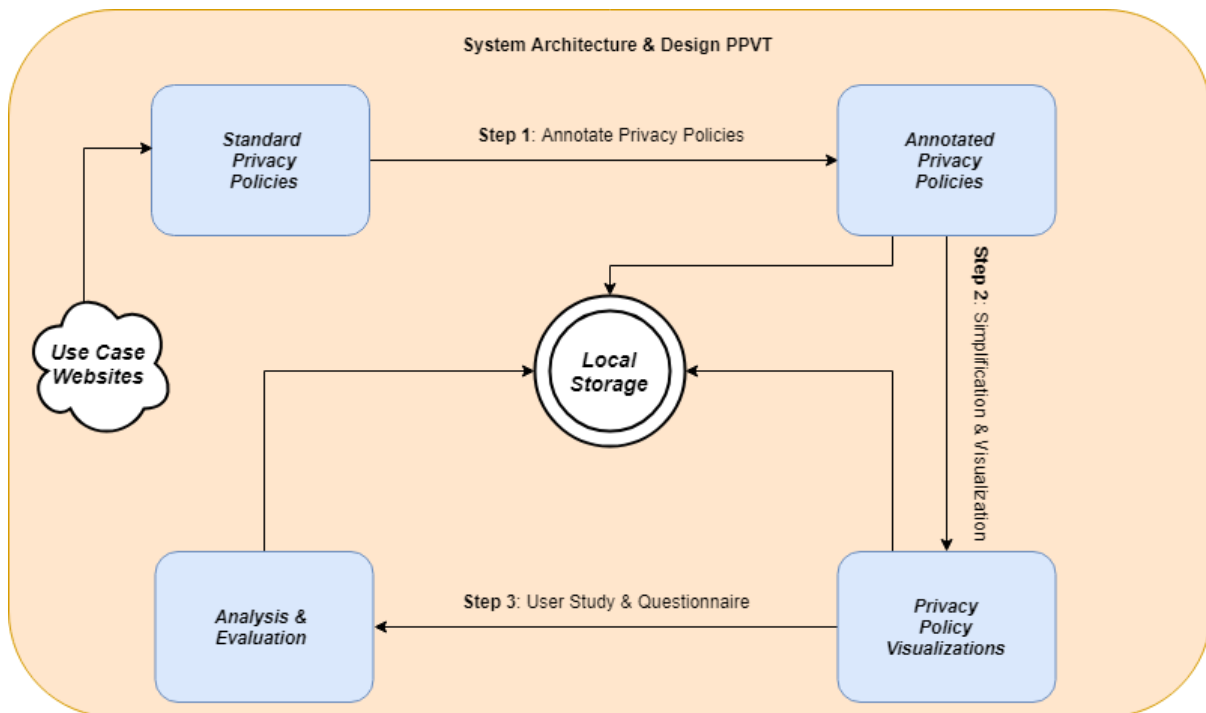 System Architecture & Design PPVT
Standard
Privacy
Policies
Step 1: Annotate Privacy Policies
Annotated
Privacy
Policies
Step 2: Simplification & Visualization
Use Case
Websites
Local
Storage
Analysis &
Evaluation
Step 3: User Study & Questionnaire
Privacy
Policy
Visualizations